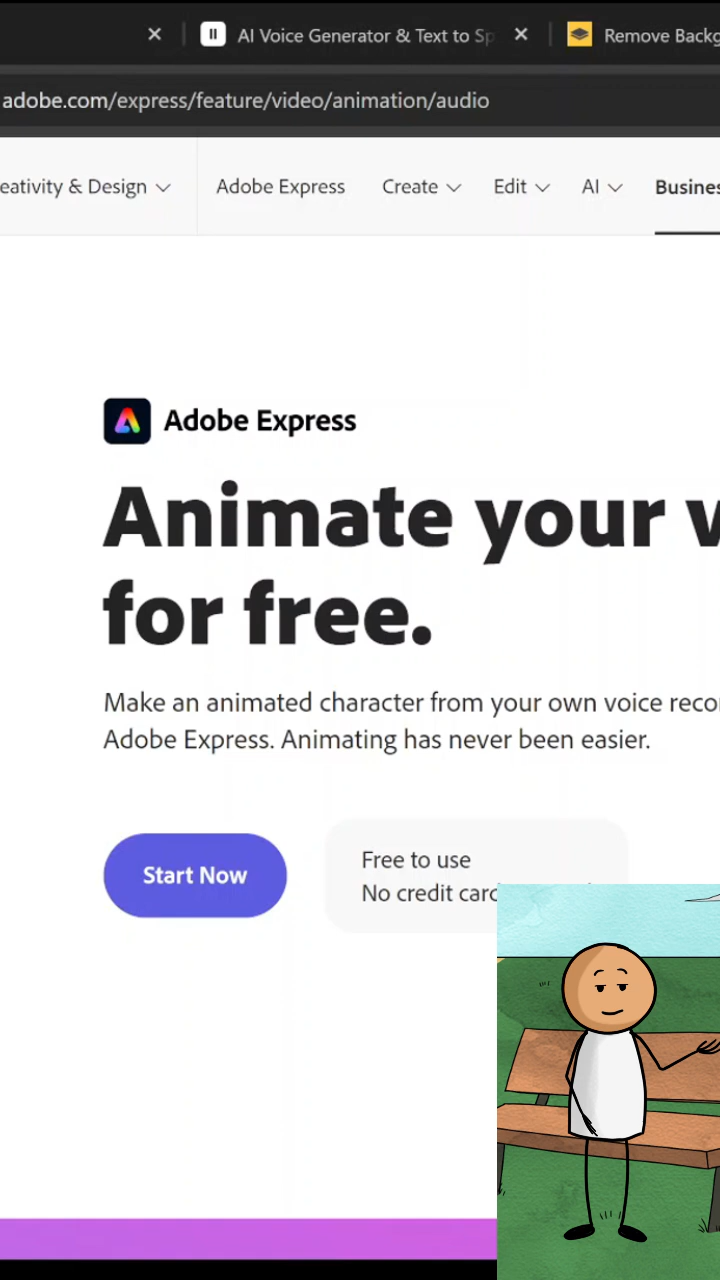 AI Voice Generator & Text to Sp
Remove Backg
adobe.com/express/feature/video/animation/audio
eativity & Design
Adobe Express
Create
Edit
AI
Busines
Adobe Express
Animate your v
for free.
Make an animated character from your own voice reco
Adobe Express. Animating has never been easier.
Start Now
Free to use
No credit card